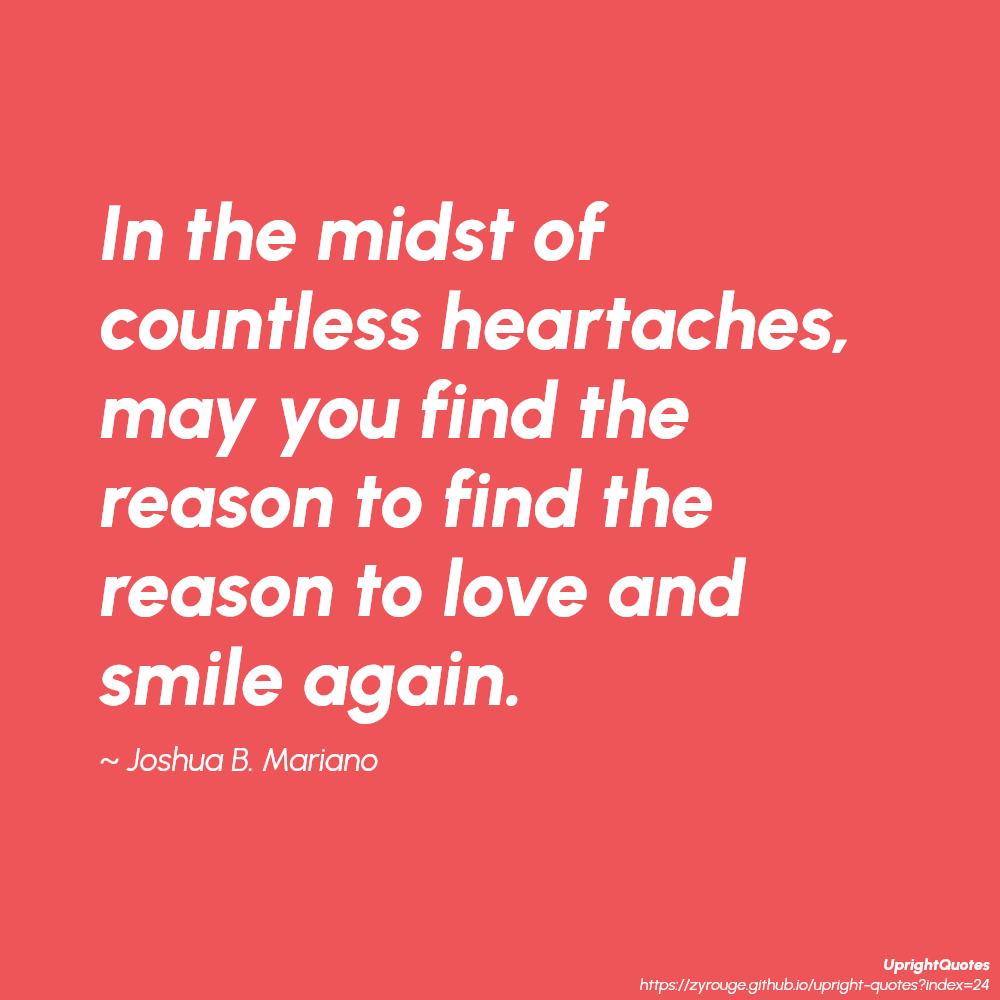 In the midst of
countless heartaches,
may you find the
reason to find the
reason to love and
smile again.
~ Joshua B. Mariano
UprightQuotes
https://zyrouge.github.io/upright-quotes?index=24